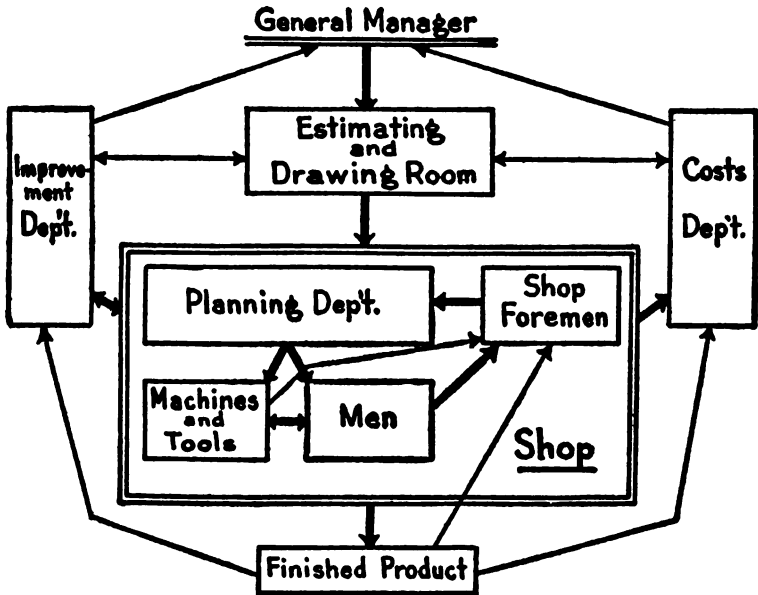 General Manager
Estimating
and
Drawing Room
Improve-
ment
Dep't.
Costs
Dep't.
Planning Dep't.
Shop
Foremen
Machines
and
Tools
Men
Shop
Finished Product